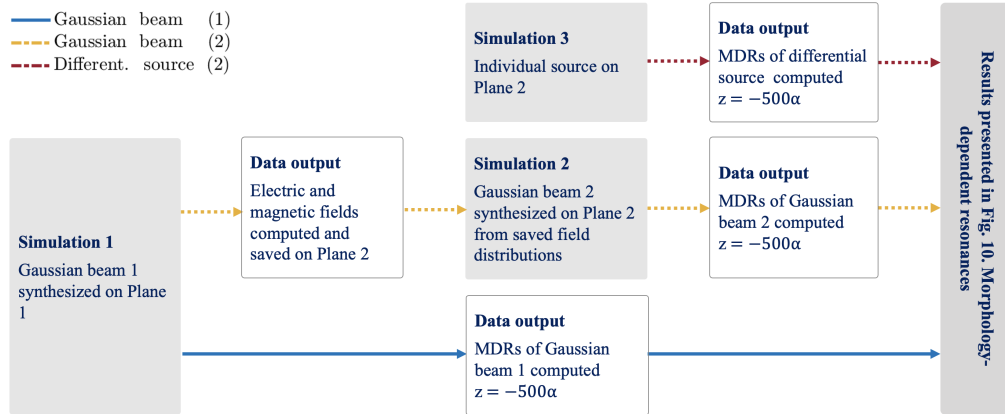 Gaussian beam (1)
Gaussian beam (2)
Different. source (2)
Simulation 3
Individual source on
Plane 2
Data output
MDRs of differential
source computed
z = −500α
Simulation 1
Gaussian beam 1
synthesized on Plane
1
Data output
Electric and
magnetic fields
computed and
saved on Plane 2
Simulation 2
Gaussian beam 2
synthesized on Plane 2
from saved field
distributions
Data output
MDRs of Gaussian
beam 2 computed
z = −500α
Data output
MDRs of Gaussian
beam 1 computed
z = −500α
Results presented in Fig. 10. Morphology-
dependent resonances